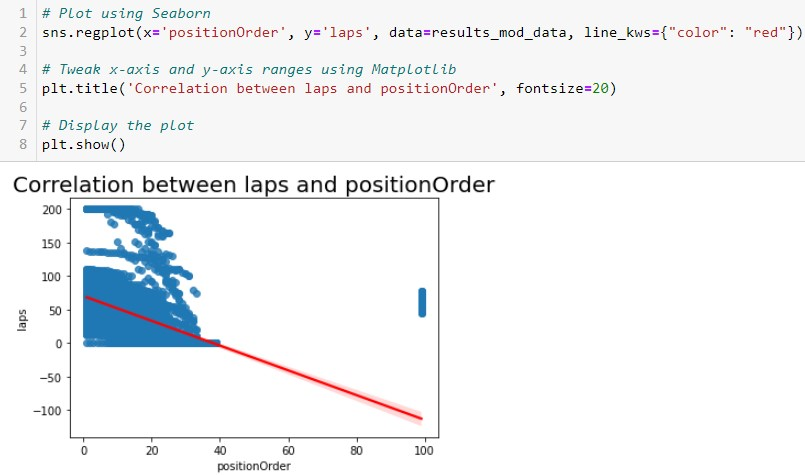 1 # Plot using Seaborn
2 sns.regplot(x='positionOrder', y='laps', data=results_mod_data, line_kws={"color": "red"})
3
4 # Tweak x-axis and y-axis ranges using Matplotlib
5 plt.title('Correlation between laps and positionOrder', fontsize=20)
6
7 # Display the plot
8 plt.show()
Correlation between laps and positionOrder
200
150
100
50
0
−50
−100
laps
0 20 40 60 80 100
positionOrder